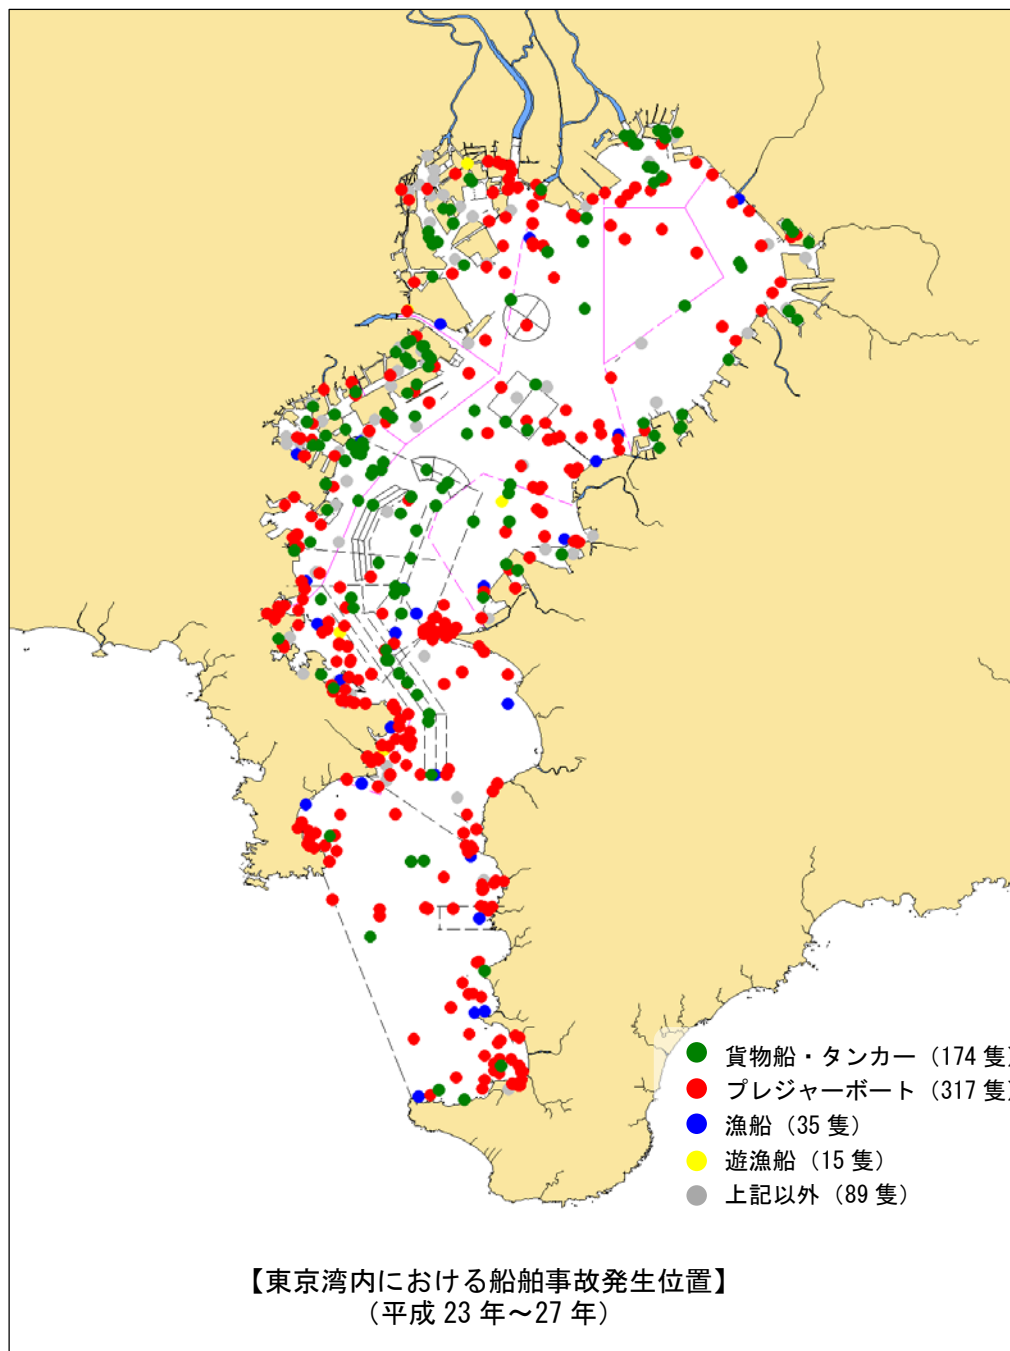 貨物船・タンカー（174 隻）
プレジャーボート（317 隻）
漁船（35 隻）
遊漁船（15 隻）
上記以外（89 隻）
【東京湾内における船舶事故発生位置】
（平成 23 年～27 年）